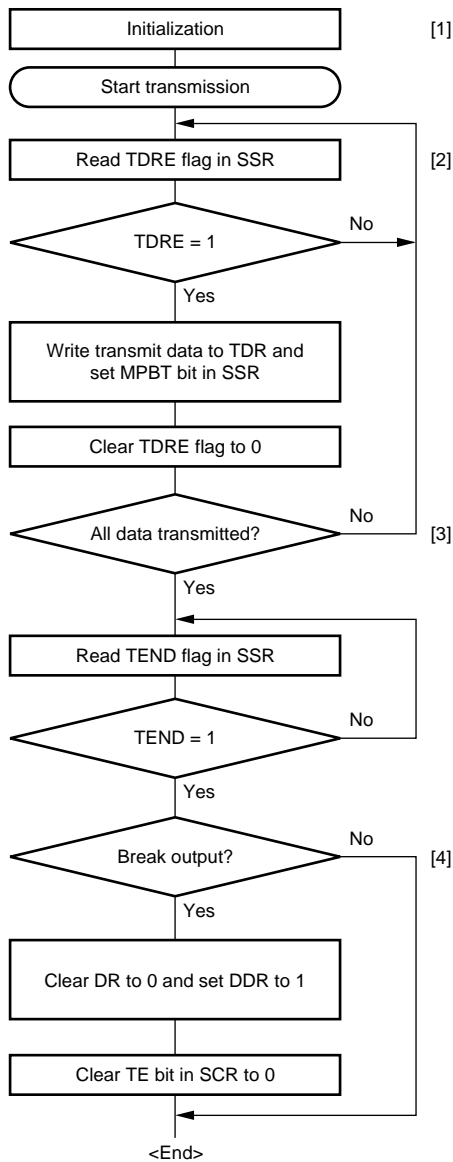 Initialization
[1]
Start transmission
Read TDRE flag in SSR
[2]
TDRE = 1
No
Yes
Write transmit data to TDR and
set MPBT bit in SSR
Clear TDRE flag to 0
All data transmitted?
No
[3]
Yes
Read TEND flag in SSR
TEND = 1
No
Yes
Break output?
No
[4]
Yes
Clear DR to 0 and set DDR to 1
Clear TE bit in SCR to 0
<End>